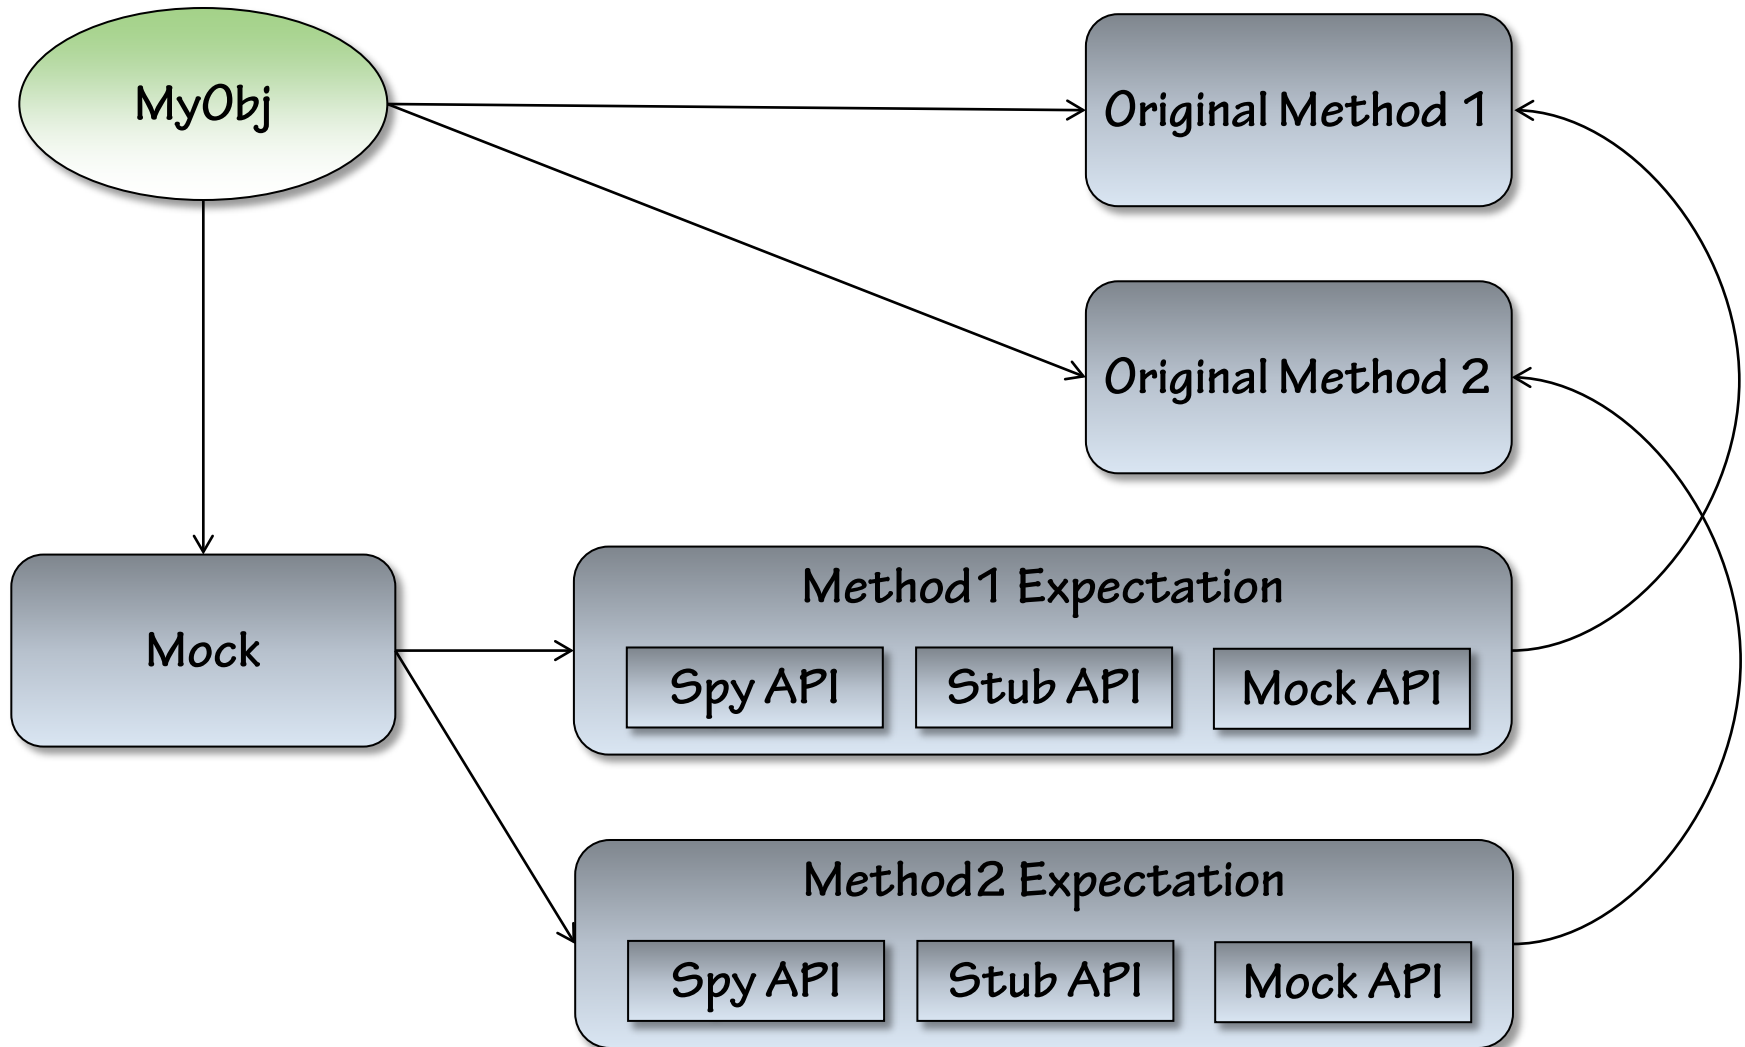 MyObj
Original Method 1
Original Method 2
Mock
Method1 Expectation
Spy API
Stub API
Mock API
Method2 Expectation
Spy API
Stub API
Mock API